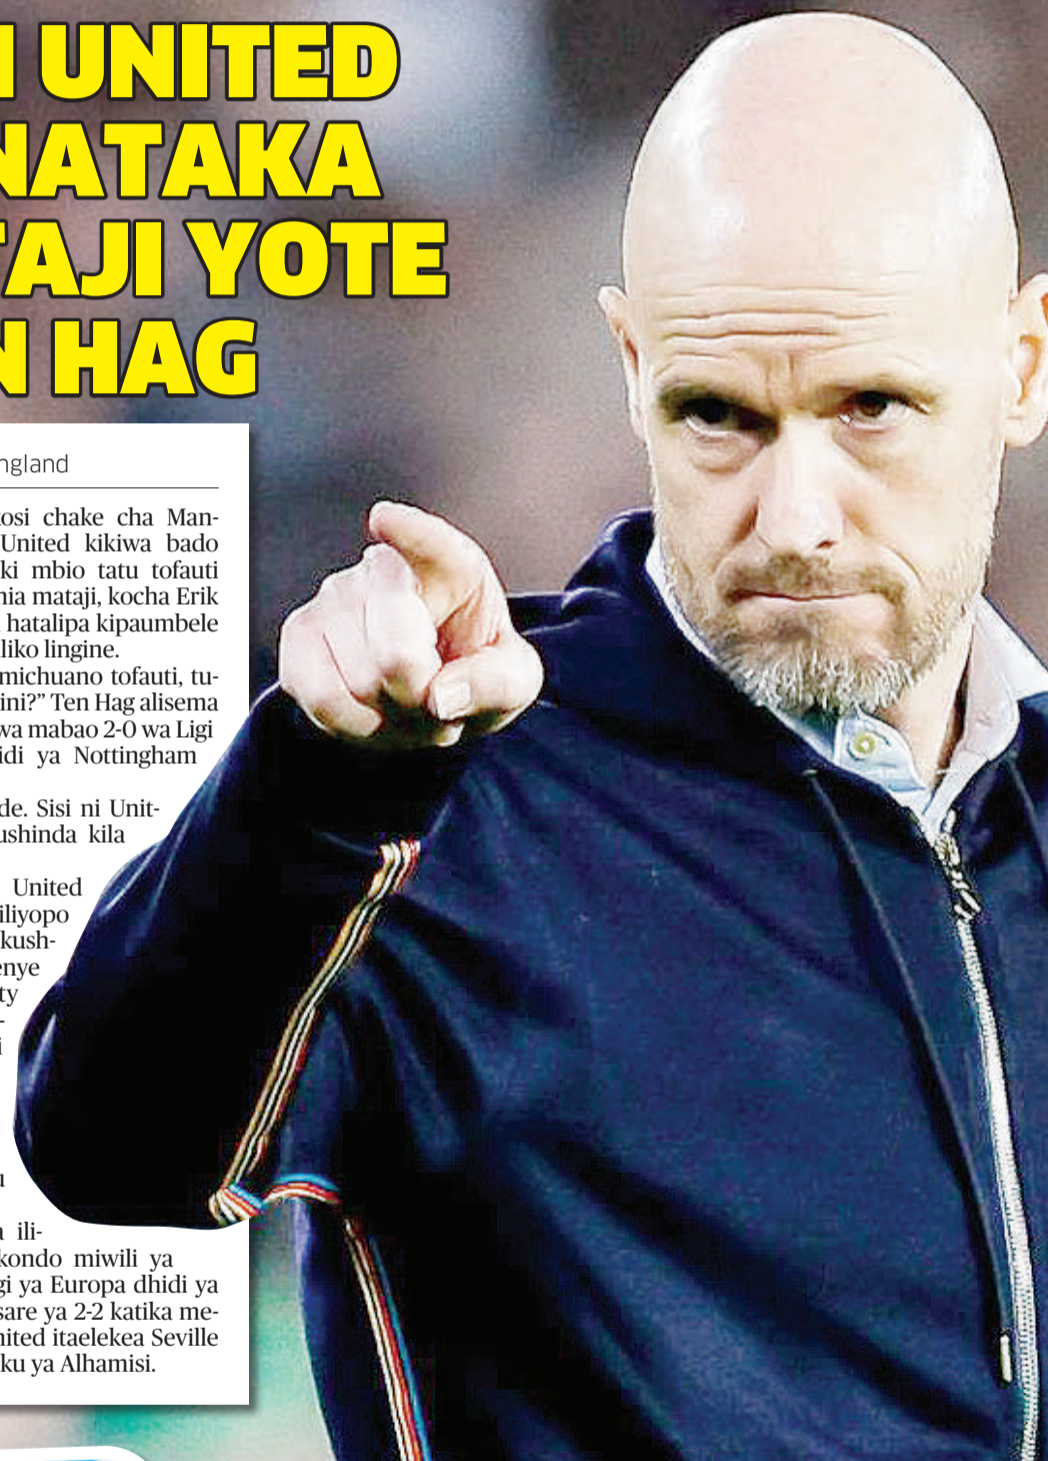 UNITED
NATAKA
TAJI YOTE
N HAG
ngland
kosi chake cha Man-
United kikiwa bado
ki mbio tatu tofauti
nia mataji, kocha Erik
hatalipa kipaumbele
liko lingine.
michuano tofauti, tu-
ini?” Ten Hag alisema
wa mabao 2-0 wa Ligi
idi ya Nottingham
de. Sisi ni Unit-
ushinda kila
United
iliyopo
kush-
enye
ty
-
i
u
a ili-
kondo miwili ya
gi ya Europa dhidi ya
sare ya 2-2 katika me-
nited itaelekea Seville
ku ya Alhamisi.